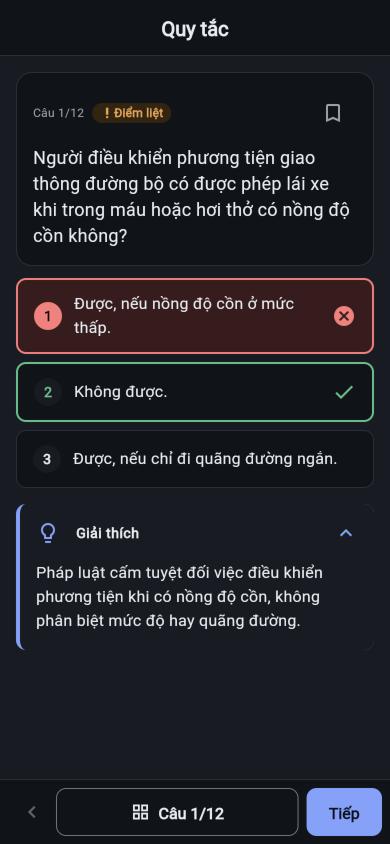 Quy tắc
Câu 1/12 ! Điểm liệt
Người điều khiển phương tiện giao
thông đường bộ có được phép lái xe
khi trong máu hoặc hơi thở có nồng độ
cồn không?
1 Được, nếu nồng độ cồn ở mức
thấp.
2 Không được.
3 Được, nếu chỉ đi quãng đường ngắn.
Giải thích
Pháp luật cấm tuyệt đối việc điều khiển
phương tiện khi có nồng độ cồn, không
phân biệt mức độ hay quãng đường.
Câu 1/12
Tiếp